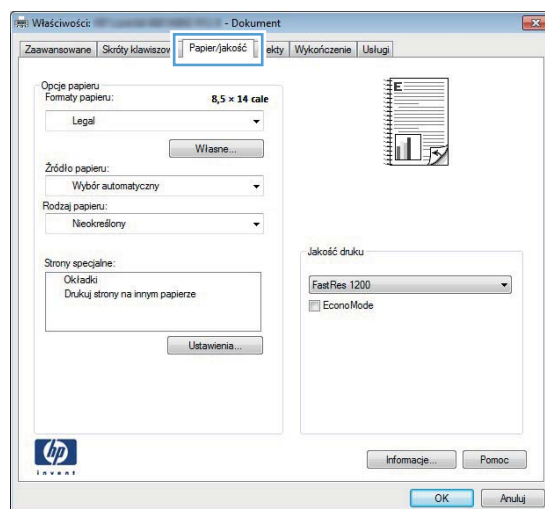 Właściwości: - Dokument
Zaawansowane Skróty klawiszow Papier/jakość ekty Wykończenie Usługi
Opcje papieru
Formaty papieru: 8,5 × 14 cale
Legal
Własne...
Źródło papieru:
Wybór automatyczny
Rodzaj papieru:
Nieokreślony
Strony specjalne:
Okładki
Drukuj strony na innym papierze
Ustawienia...
E
Jakość druku
FastRes 1200
EconoMode
hp
invent
Informacje... Pomoc
OK Anuluj